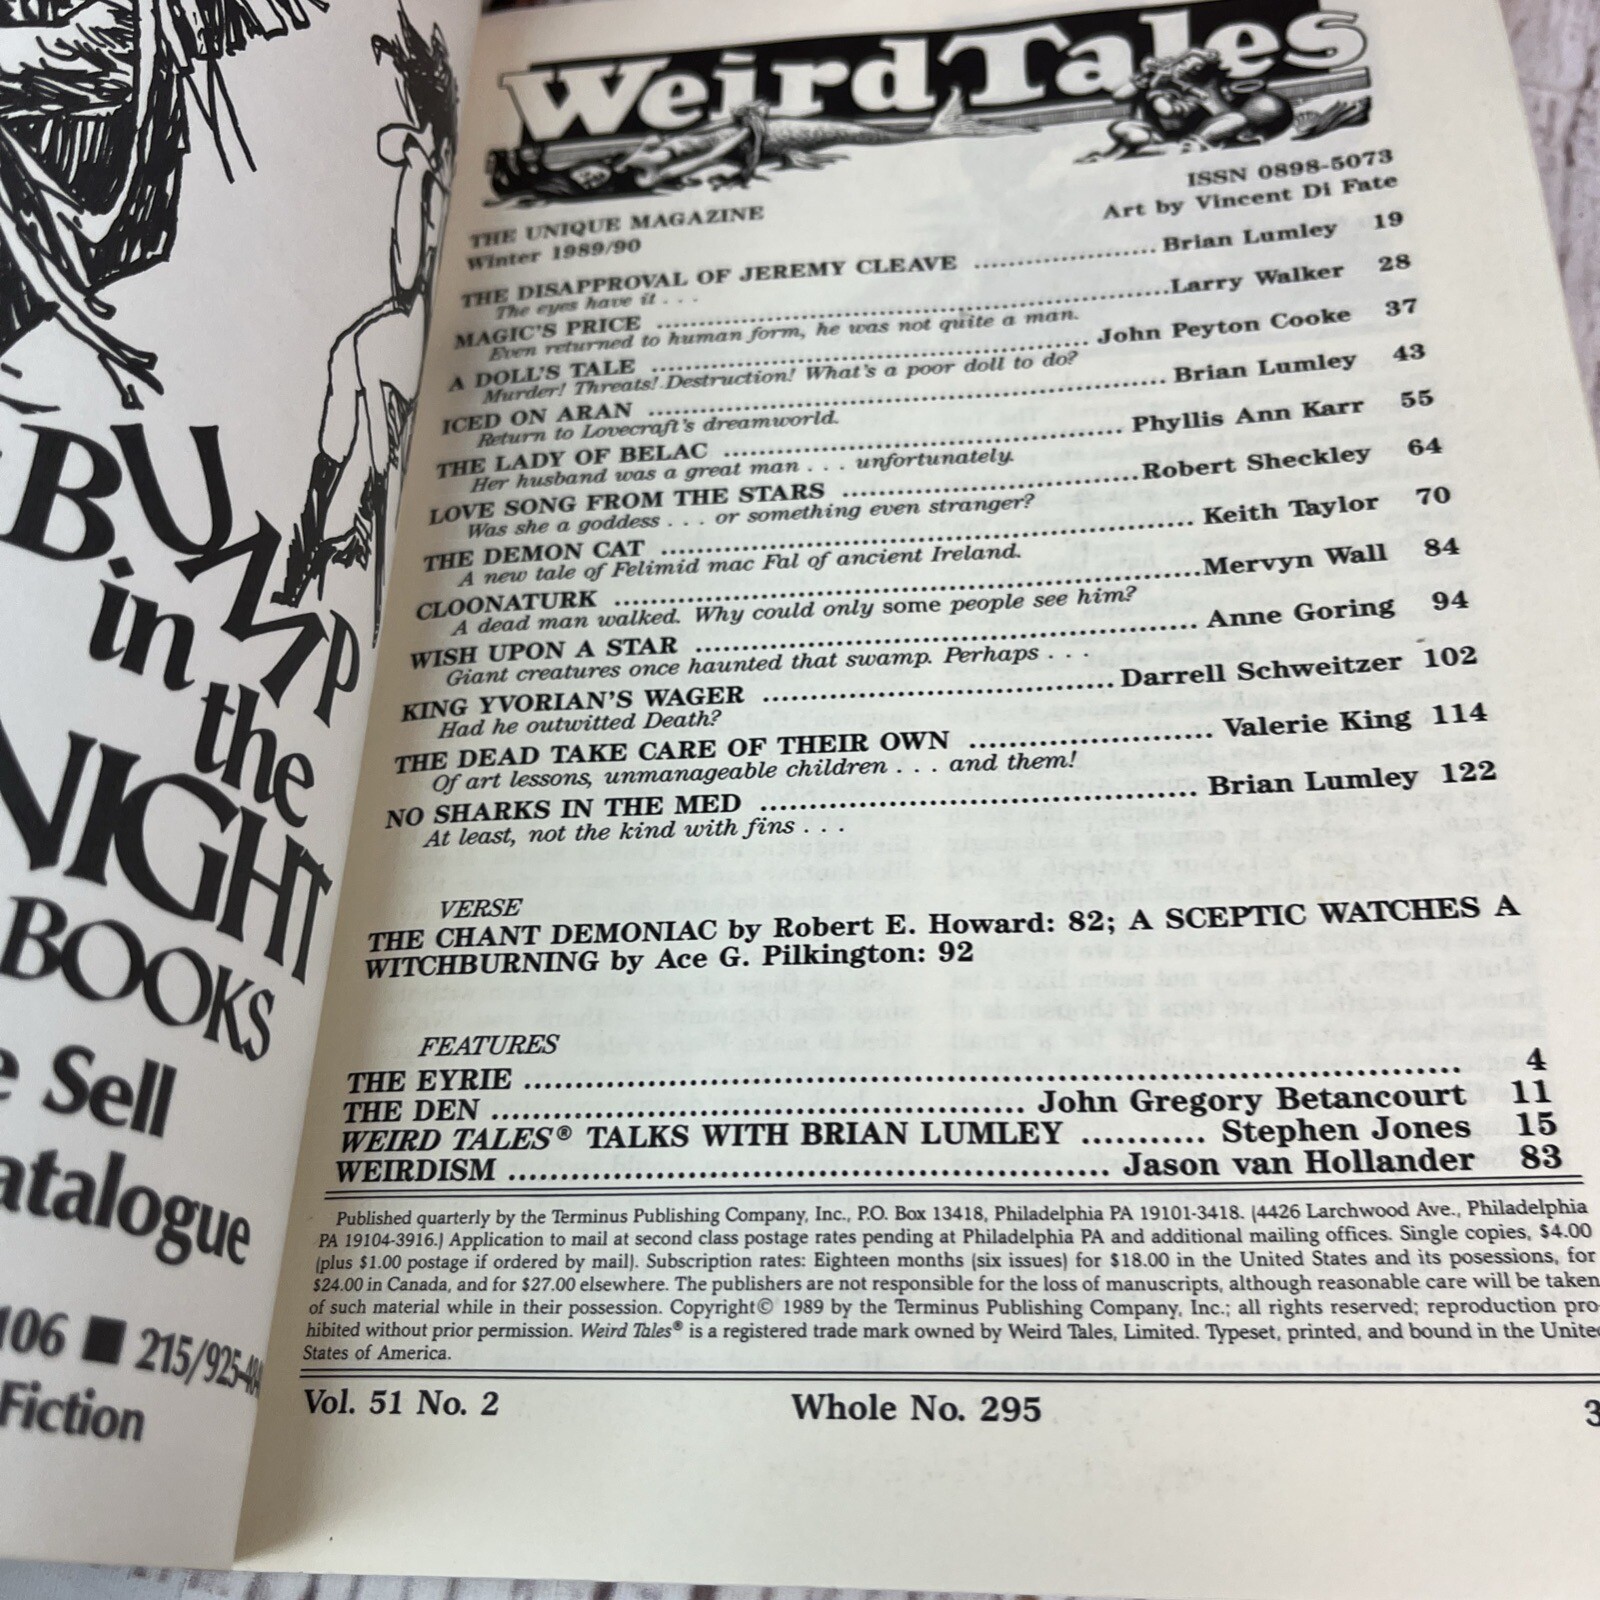 BUMP
in
the
NIGHT
BOOKS
Sell
106 ■ 215/925-
Fiction
Weird Tales
ISSN 0898-5073
THE UNIQUE MAGAZINE
Art by Vincent Di Fate
Winter 1989/90
THE DISAPPROVAL OF JEREMY CLEAVE .................... Brian Lumley 19
The eyes have it . . .
MAGIC'S PRICE .................... Larry Walker 28
Even returned to human form, he was not quite a man.
A DOLL'S TALE .................... John Peyton Cooke 37
Murder! Threats! Destruction! What's a poor doll to do?
ICED ON ARAN .................... Brian Lumley 43
Return to Lovecraft's dreamworld.
THE LADY OF BELAC .................... Phyllis Ann Karr 55
Her husband was a great man . . . unfortunately.
LOVE SONG FROM THE STARS .................... Robert Sheckley 64
Was she a goddess . . . or something even stranger?
THE DEMON CAT .................... Keith Taylor 70
A new tale of Felimid mac Fal of ancient Ireland.
CLOONATURK .................... Mervyn Wall 84
A dead man walked. Why could only some people see him?
WISH UPON A STAR .................... Anne Goring 94
Giant creatures once haunted that swamp. Perhaps . . .
KING YVORIAN'S WAGER .................... Darrell Schweitzer 102
Had he outwitted Death?
THE DEAD TAKE CARE OF THEIR OWN .................... Valerie King 114
Of art lessons, unmanageable children . . . and them!
NO SHARKS IN THE MED .................... Brian Lumley 122
At least, not the kind with fins . . .
VERSE
THE CHANT DEMONIAC by Robert E. Howard: 82; A SCEPTIC WATCHES A
WITCHBURNING by Ace G. Pilkington: 92
FEATURES
THE EYRIE .................... 4
THE DEN .................... John Gregory Betancourt 11
WEIRD TALES® TALKS WITH BRIAN LUMLEY ........... Stephen Jones 15
WEIRDISM .................... Jason van Hollander 83
Published quarterly by the Terminus Publishing Company, Inc., P.O. Box 13418, Philadelphia PA 19101-3418. (4426 Larchwood Ave., Philadelphia
PA 19104-3916.) Application to mail at second class postage rates pending at Philadelphia PA and additional mailing offices. Single copies, $4.00
(plus $1.00 postage if ordered by mail). Subscription rates: Eighteen months (six issues) for $18.00 in the United States and its posessions, for
$24.00 in Canada, and for $27.00 elsewhere. The publishers are not responsible for the loss of manuscripts, although reasonable care will be taken
of such material while in their possession. Copyright© 1989 by the Terminus Publishing Company, Inc.; all rights reserved; reproduction pro-
hibited without prior permission. Weird Tales® is a registered trade mark owned by Weird Tales, Limited. Typeset, printed, and bound in the United
States of America.
Vol. 51 No. 2 Whole No. 295 3